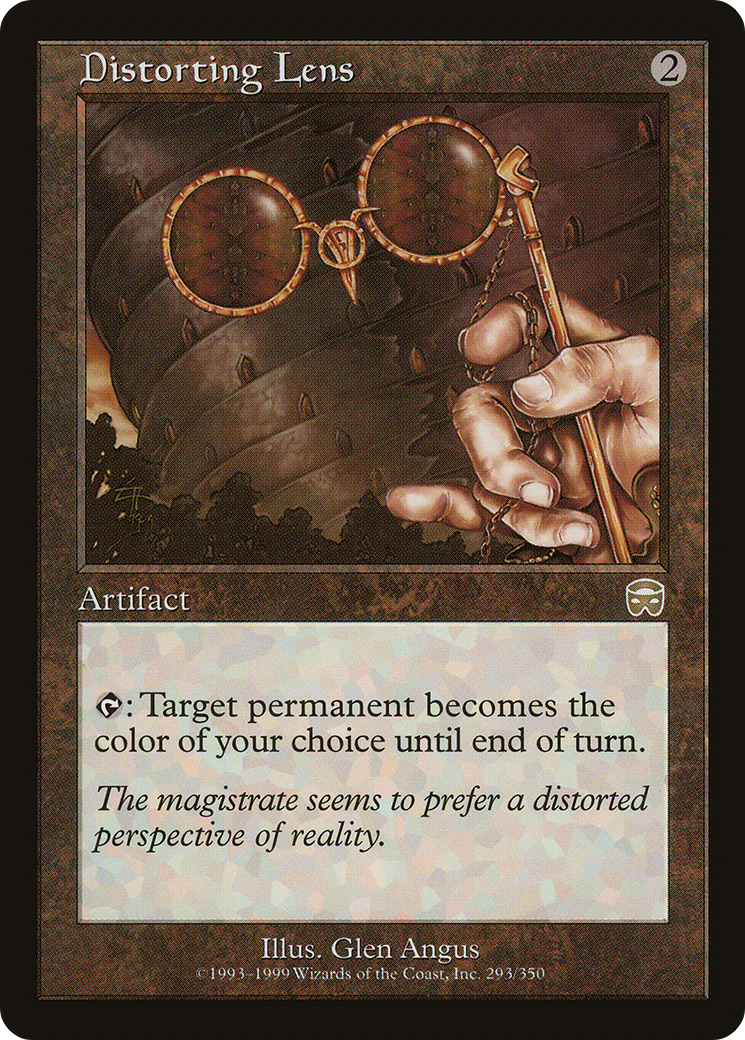 Distorting Lens 2
Artifact
: Target permanent becomes the
color of your choice until end of turn.
The magistrate seems to prefer a distorted
perspective of reality.
Illus. Glen Angus
©1993–1999 Wizards of the Coast, Inc. 293/350